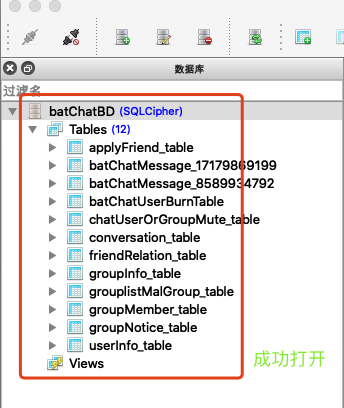 数据库
过滤名
batChatBD (SQLCipher)
Tables (12)
applyFriend_table
batChatMessage_17179869199
batChatMessage_8589934792
batChatUserBurnTable
chatUserOrGroupMute_table
conversation_table
friendRelation_table
groupInfo_table
grouplistMalGroup_table
groupMember_table
groupNotice_table
userInfo_table
Views
成功打开